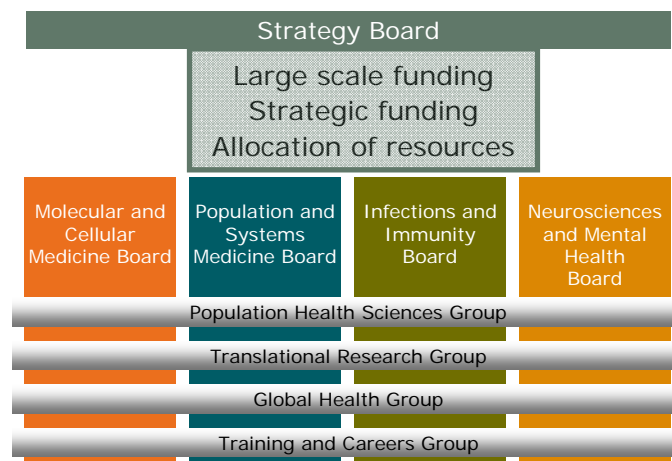 Strategy Board
Large scale funding
Strategic funding
Allocation of resources
Molecular and
Cellular
Medicine Board
Population and
Systems
Medicine Board
Infections and
Immunity
Board
Neurosciences
and Mental
Health
Board
Population Health Sciences Group
Translational Research Group
Global Health Group
Training and Careers Group